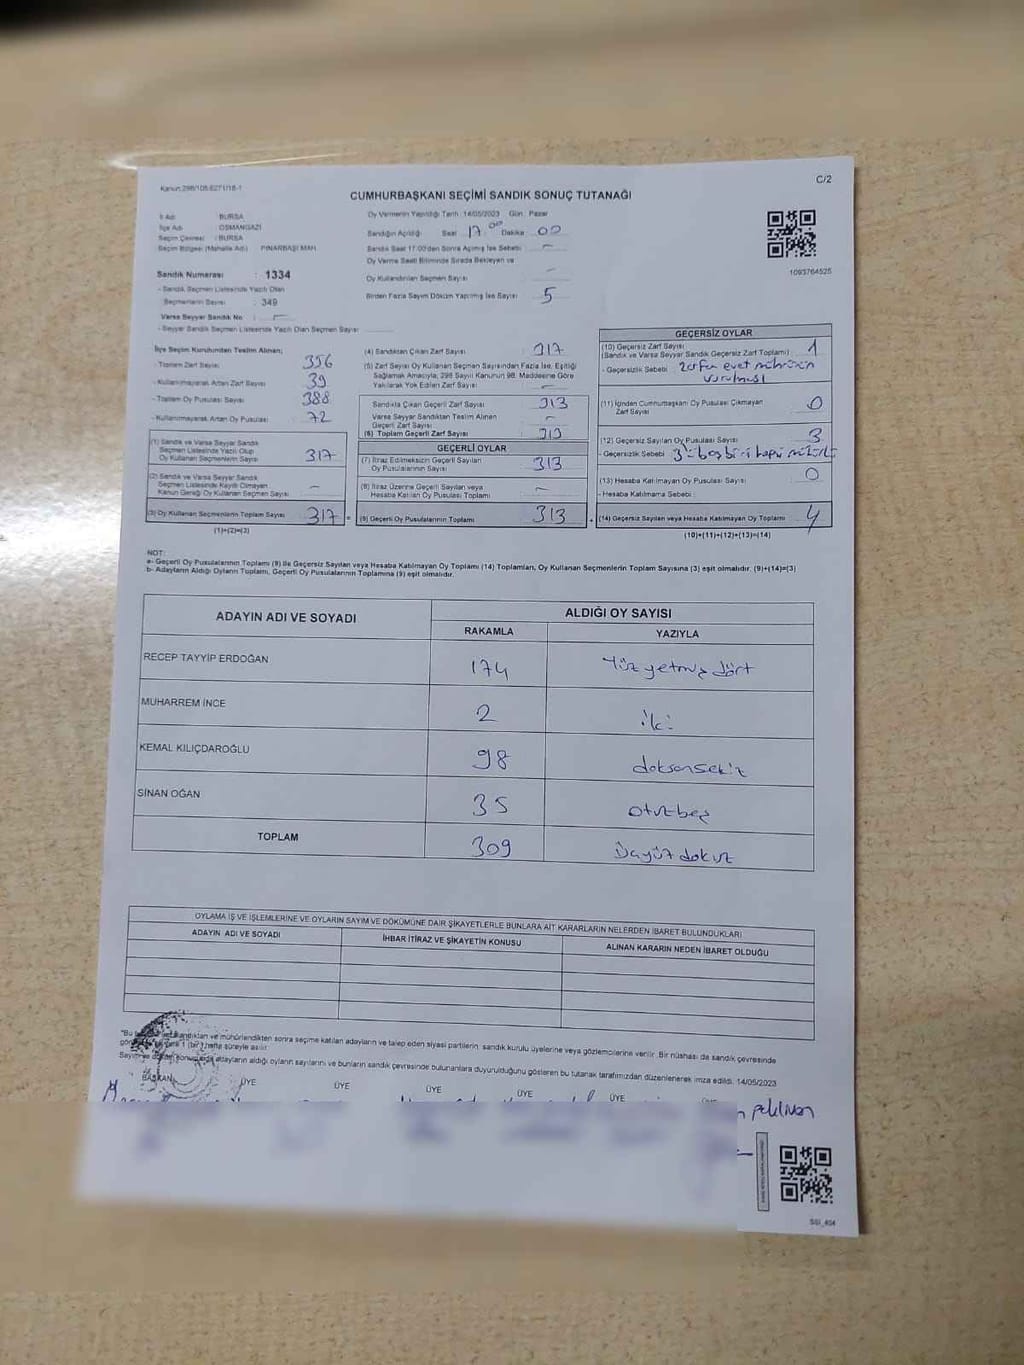 Kanun:298/105 6271/18-1
C/2
CUMHURBAŞKANI SEÇİMİ SANDIK SONUÇ TUTANAĞI
İl Adı : BURSA
İlçe Adı : OSMANGAZİ
Seçim Çevresi : BURSA
Seçim Bölgesi (Mahalle Adı) : PINARBAŞI MAH.
Oy Vermenin Yapıldığı Tarih :14/05/2023 Gün : Pazar
Sandığın Açıldığı : Saat 17.00 Dakika 00
Sandık Saat 17:00'den Sonra Açılmış İse Sebebi : -
Oy Verme Saati Bitiminde Sırada Bekleyen ve
Oy Kullandırılan Seçmen Sayısı : -
Birden Fazla Sayım Döküm Yapılmış İse Sayısı : 5
1093764525
Sandık Numarası : 1334
- Sandık Seçmen Listesinde Yazılı Olan
Seçmenlerin Sayısı : 349
Varsa Seyyar Sandık No : -
- Seyyar Sandık Seçmen Listesinde Yazılı Olan Seçmen Sayısı :
İlçe Seçim Kurulundan Teslim Alınan;
- Toplam Zarf Sayısı : 356
- Kullanılmayarak Artan Zarf Sayısı : 39
- Toplam Oy Pusulası Sayısı : 388
- Kullanılmayarak Artan Oy Pusulası : 72
(1) Sandık ve Varsa Seyyar Sandık
Seçmen Listesinde Yazılı Olup
Oy Kullanan Seçmenlerin Sayısı : 317
(2) Sandık ve Varsa Seyyar Sandık
Seçmen Listesinde Kayıtlı Olmayan
Kanun Gereği Oy Kullanan Seçmen Sayısı : -
(3) Oy Kullanan Seçmenlerin Toplam Sayısı : 317 =
(1)+(2)=(3)
(4) Sandıktan Çıkan Zarf Sayısı : 317
(5) Zarf Sayısı Oy Kullanan Seçmen Sayısından Fazla İse, Eşitliği
Sağlamak Amacıyla, 298 Sayılı Kanunun 98. Maddesine Göre
Yakılarak Yok Edilen Zarf Sayısı : -
Sandıkta Çıkan Geçerli Zarf Sayısı : 313
Varsa Seyyar Sandıktan Teslim Alınan
Geçerli Zarf Sayısı : -
(6) Toplam Geçerli Zarf Sayısı : 313
GEÇERLİ OYLAR
(7) İtiraz Edilmeksizin Geçerli Sayılan
Oy Pusulalarının Sayısı : 313
(8) İtiraz Üzerine Geçerli Sayılan veya
Hesaba Katılan Oy Pusulası Toplamı : -
(9) Geçerli Oy Pusulalarının Toplamı : 313 +
GEÇERSİZ OYLAR
(10) Geçersiz Zarf Sayısı
(Sandık ve Varsa Seyyar Sandık Geçersiz Zarf Toplamı) : 1
- Geçersizlik Sebebi : zarfın evet mührünün
vurulması
(11) İçinden Cumhurbaşkanı Oy Pusulası Çıkmayan
Zarf Sayısı : 0
(12) Geçersiz Sayılan Oy Pusulası Sayısı : 3
- Geçersizlik Sebebi :
(13) Hesaba Katılmayan Oy Pusulası Sayısı : 0
- Hesaba Katılmama Sebebi :
(14) Geçersiz Sayılan veya Hesaba Katılmayan Oy Toplamı : 4
(10)+(11)+(12)+(13)=(14)
NOT:
a- Geçerli Oy Pusulalarının Toplamı (9) ile Geçersiz Sayılan veya Hesaba Katılmayan Oy Toplamı (14) Toplamları, Oy Kullanan Seçmenlerin Toplam Sayısına (3) eşit olmalıdır. (9)+(14)=(3)
b- Adayların Aldığı Oyların Toplamı, Geçerli Oy Pusulalarının Toplamına (9) eşit olmalıdır.
ADAYIN ADI VE SOYADI ALDIĞI OY SAYISI
RAKAMLA YAZIYLA
RECEP TAYYİP ERDOĞAN 174 Yüz yetmiş dört
MUHARREM İNCE 2 iki
KEMAL KILIÇDAROĞLU 98 doksansekiz
SİNAN OĞAN 35 otuzbeş
TOPLAM 309 üçyüz dokuz
OYLAMA İŞ VE İŞLEMLERİNE VE OYLARIN SAYIM VE DÖKÜMÜNE DAİR ŞİKAYETLERLE BUNLARA AİT KARARLARIN NELERDEN İBARET BULUNDUKLARI
ADAYIN ADI VE SOYADI İHBAR İTİRAZ VE ŞİKAYETİN KONUSU ALINAN KARARIN NEDEN İBARET OLDUĞU
*Bu ve mühürlendikten sonra seçime katılan adayların ve talep eden siyasi partilerin, sandık kurulu üyelerine veya gözlemcilerine verilir. Bir nüshası da sandık çevresinde
1 (bir) hafta süreyle asılır.
Sayım ve döküm sonucunda adayların aldığı oyların sayılarını ve bunların sandık çevresinde bulunanlara duyurulduğunu gösteren bu tutanak tarafımızdan düzenlenerek imza edildi. 14/05/2023
BAŞKAN ÜYE ÜYE ÜYE ÜYE ÜYE
pehlivan
SSI_404